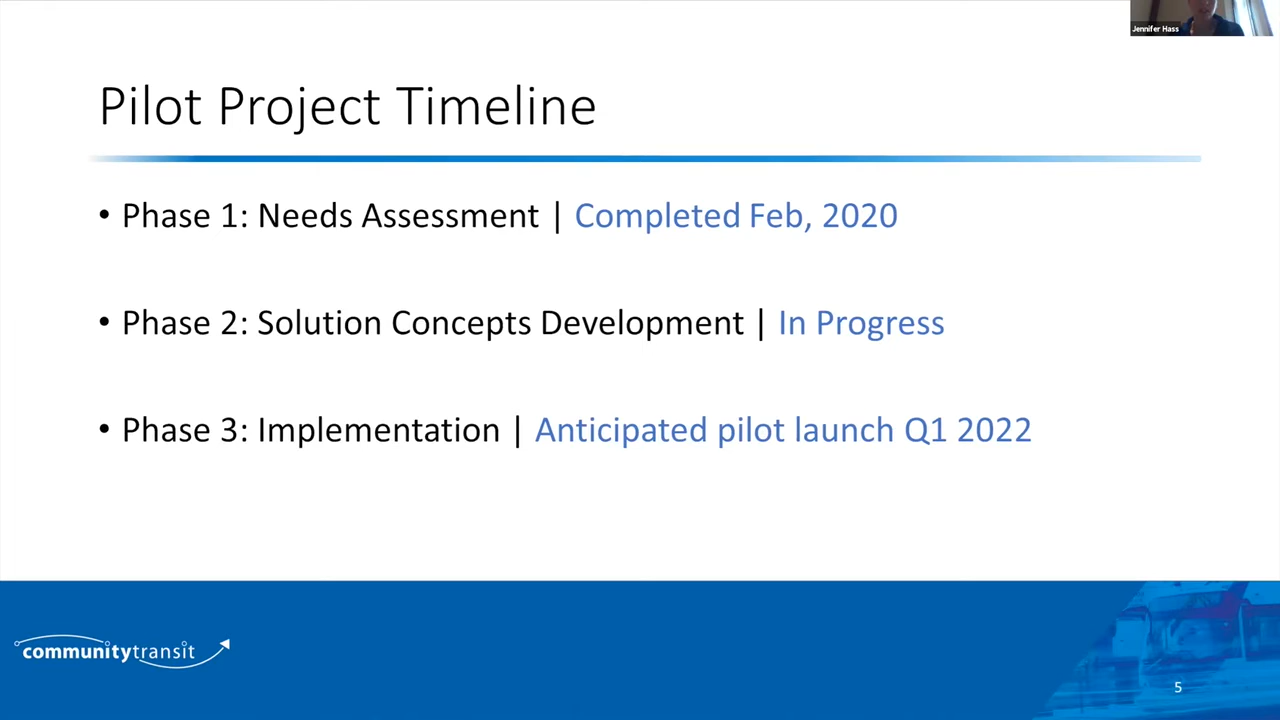 Jennifer Hass
Pilot Project Timeline
• Phase 1: Needs Assessment | Completed Feb, 2020
• Phase 2: Solution Concepts Development | In Progress
• Phase 3: Implementation | Anticipated pilot launch Q1 2022
communitytransit
5